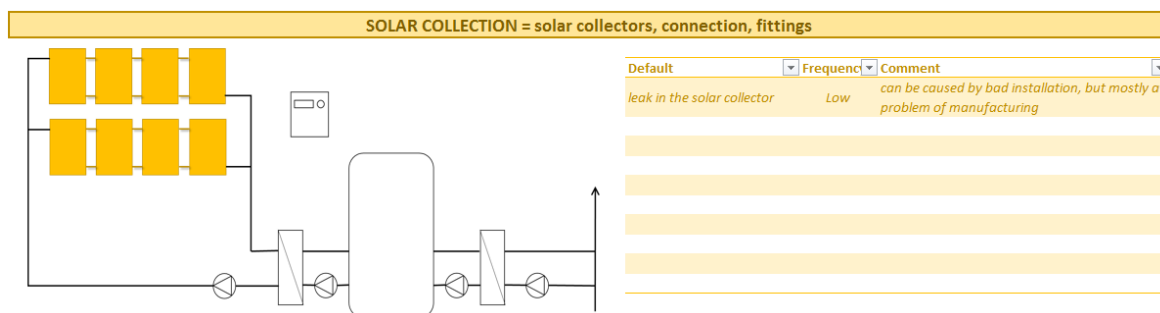 SOLAR COLLECTION = solar collectors, connection, fittings
Default Frequenc Comment
leak in the solar collector Low can be caused by bad installation, but mostly a
problem of manufacturing